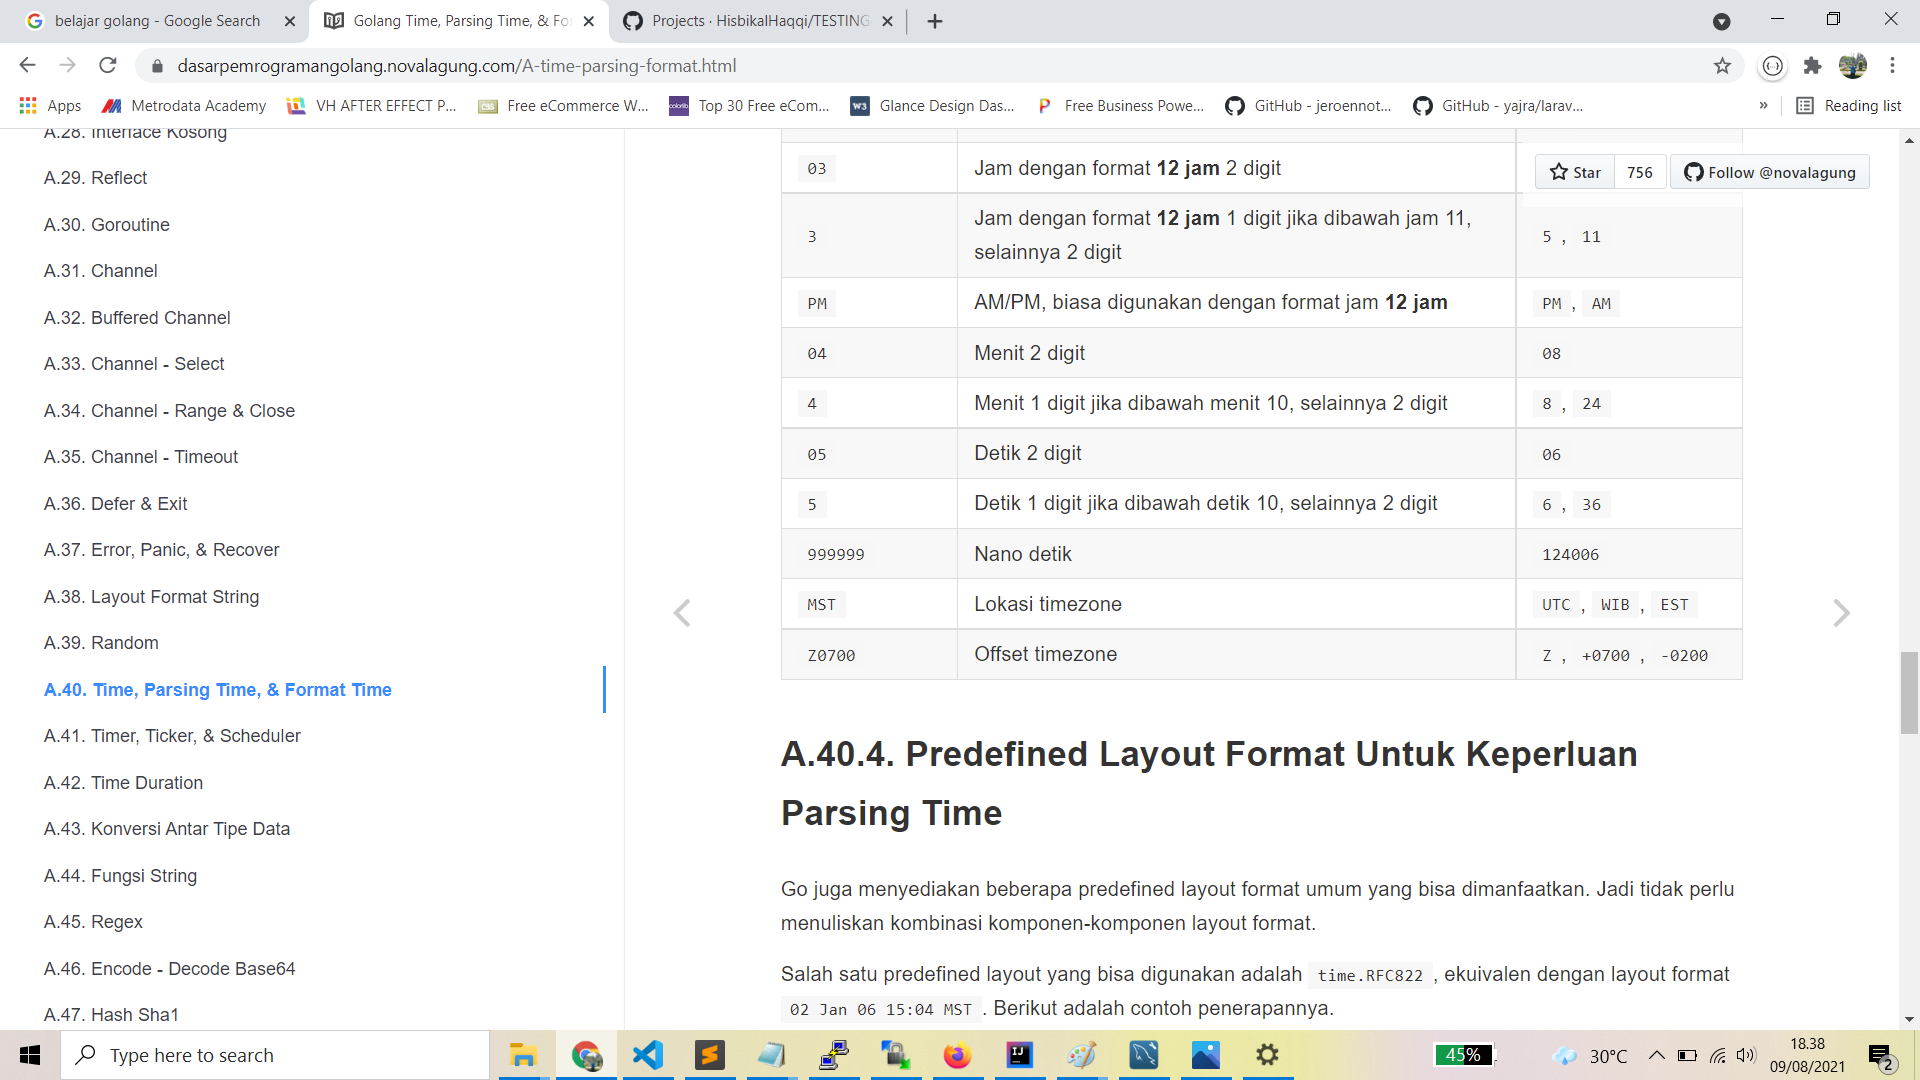 belajar golang - Google Search
Golang Time, Parsing Time, & Fo
Projects · HisbikalHaqqi/TESTING
dasarpemrogramangolang.novalagung.com/A-time-parsing-format.html
Apps
Metrodata Academy
VH AFTER EFFECT P...
Free eCommerce W...
Top 30 Free eCom...
Glance Design Das...
Free Business Powe...
GitHub - jeroennot...
GitHub - yajra/larav...
»
Reading list
A.28. Interface Kosong
A.29. Reflect
A.30. Goroutine
A.31. Channel
A.32. Buffered Channel
A.33. Channel - Select
A.34. Channel - Range & Close
A.35. Channel - Timeout
A.36. Defer & Exit
A.37. Error, Panic, & Recover
A.38. Layout Format String
A.39. Random
A.40. Time, Parsing Time, & Format Time
A.41. Timer, Ticker, & Scheduler
A.42. Time Duration
A.43. Konversi Antar Tipe Data
A.44. Fungsi String
A.45. Regex
A.46. Encode - Decode Base64
A.47. Hash Sha1
Star 756
Follow @novalagung
03 Jam dengan format 12 jam 2 digit
3 Jam dengan format 12 jam 1 digit jika dibawah jam 11, 5 , 11
selainnya 2 digit
PM AM/PM, biasa digunakan dengan format jam 12 jam PM , AM
04 Menit 2 digit 08
4 Menit 1 digit jika dibawah menit 10, selainnya 2 digit 8 , 24
05 Detik 2 digit 06
5 Detik 1 digit jika dibawah detik 10, selainnya 2 digit 6 , 36
999999 Nano detik 124006
MST Lokasi timezone UTC , WIB , EST
Z0700 Offset timezone Z , +0700 , -0200
A.40.4. Predefined Layout Format Untuk Keperluan
Parsing Time
Go juga menyediakan beberapa predefined layout format umum yang bisa dimanfaatkan. Jadi tidak perlu
menuliskan kombinasi komponen-komponen layout format.
Salah satu predefined layout yang bisa digunakan adalah time.RFC822 , ekuivalen dengan layout format
02 Jan 06 15:04 MST . Berikut adalah contoh penerapannya.
Type here to search
45%
30°C
18.38
09/08/2021
2